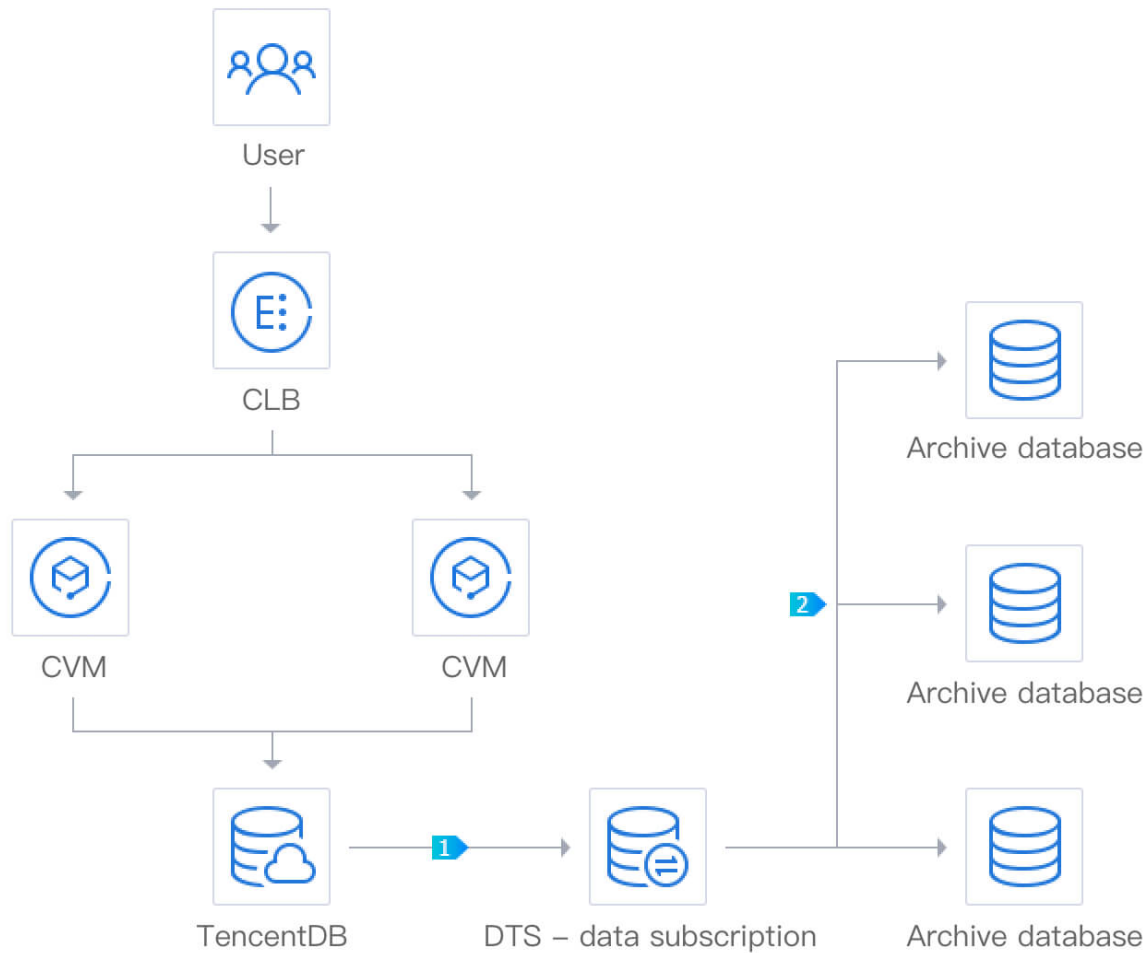 User
E:
CLB
CVM
CVM
TencentDB
1
DTS – data subscription
2
Archive database
Archive database
Archive database